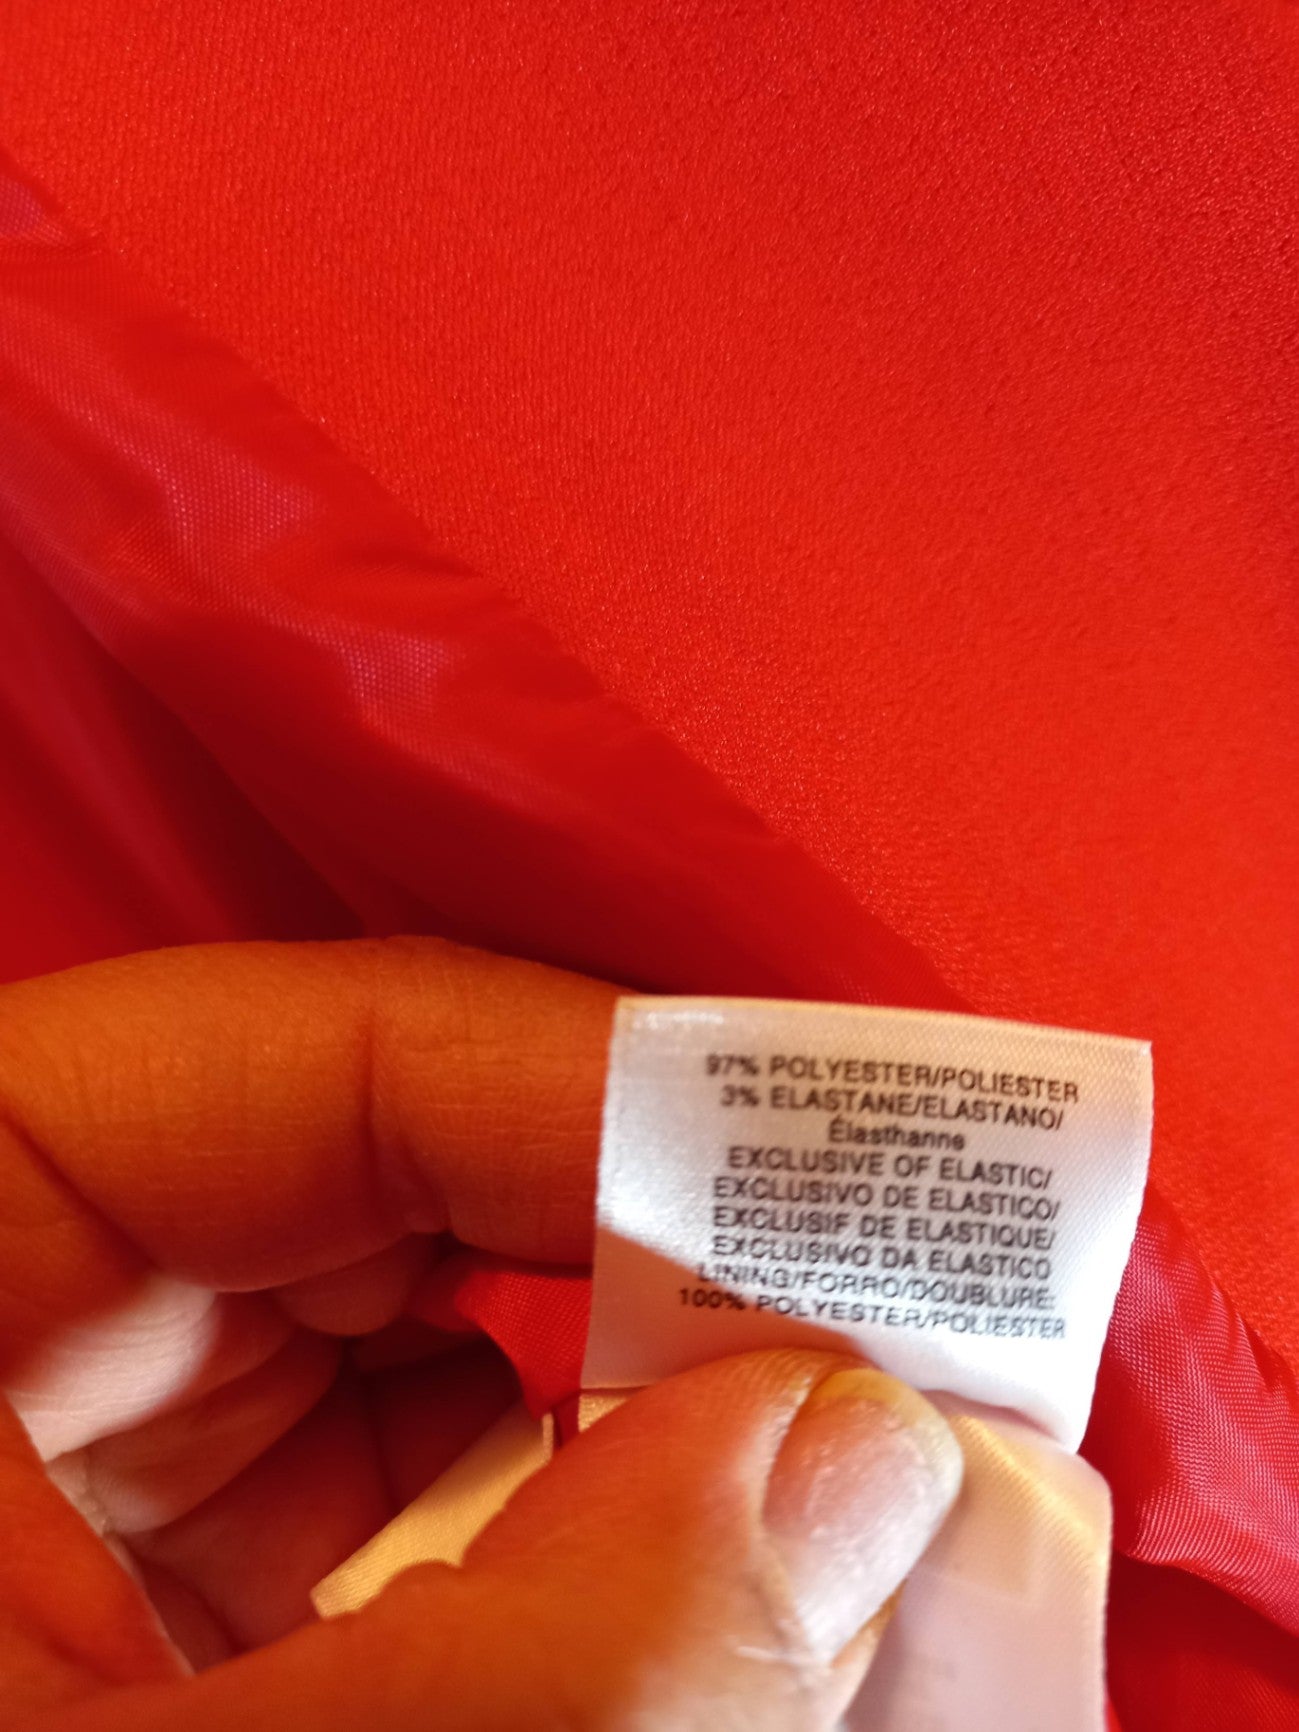 97% POLYESTER/POLIESTER
3% ELASTANE/ELASTANO/
Élasthanne
EXCLUSIVE OF ELASTIC/
EXCLUSIVO DE ELASTICO/
EXCLUSIF DE ELASTIQUE/
EXCLUSIVO DA ELASTICO
LINING/FORRO/DOUBLURE:
100% POLYESTER/POLIESTER